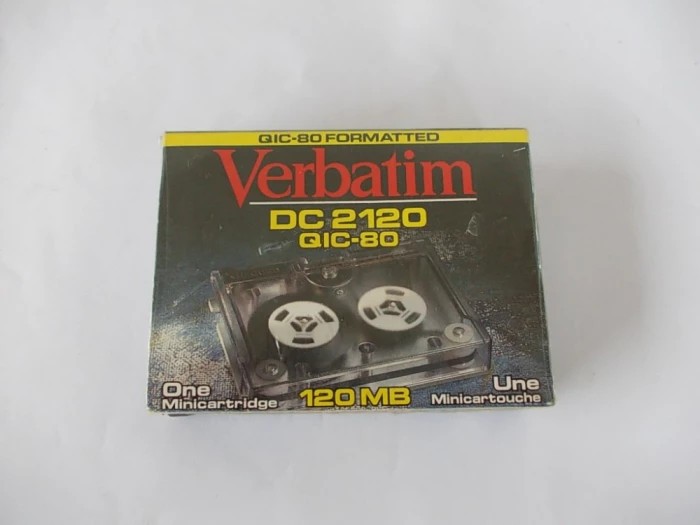 QIC-80 FORMATTED
Verbatim
DC 2120
QIC-80
One
Minicartridge
120 MB
Une
Minicartouche